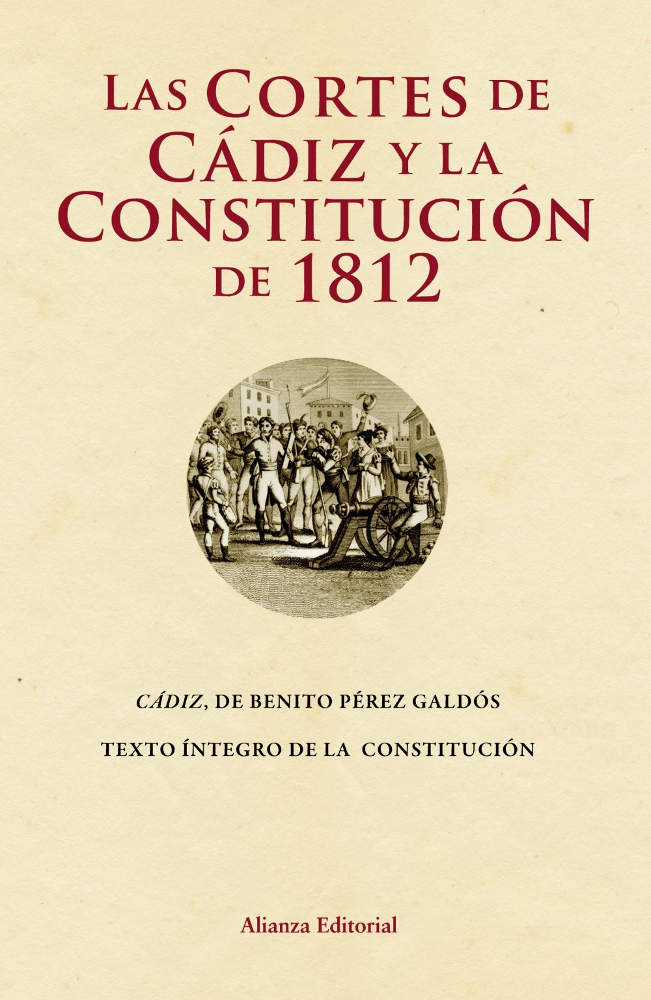 LAS CORTES DE
CÁDIZ Y LA
CONSTITUCIÓN
DE 1812
CÁDIZ, DE BENITO PÉREZ GALDÓS
TEXTO ÍNTEGRO DE LA CONSTITUCIÓN
Alianza Editorial